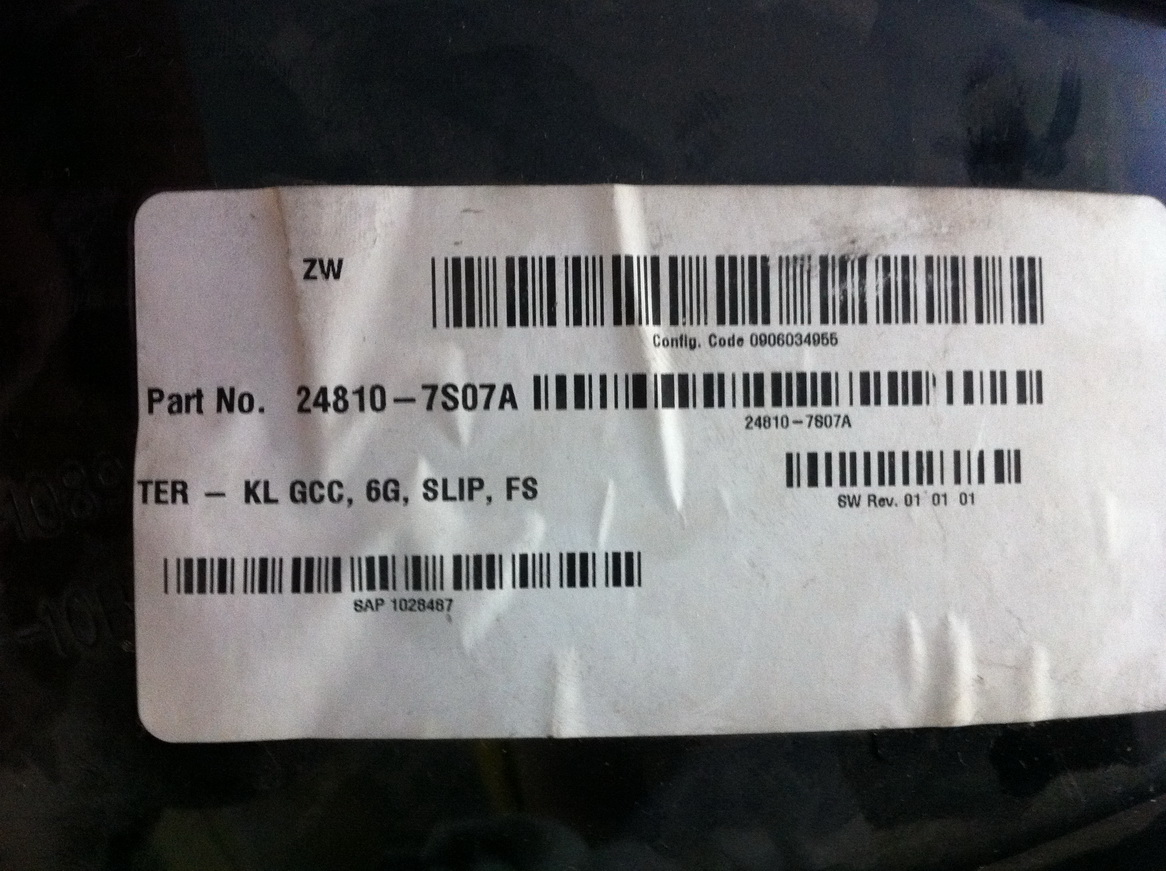 ZW
Config. Code 0906034955
Part No. 24810-7S07A
24810-7S07A
TER - KL GCC, 6G, SLIP, FS
SW Rev. 01 01 01
SAP 1028487